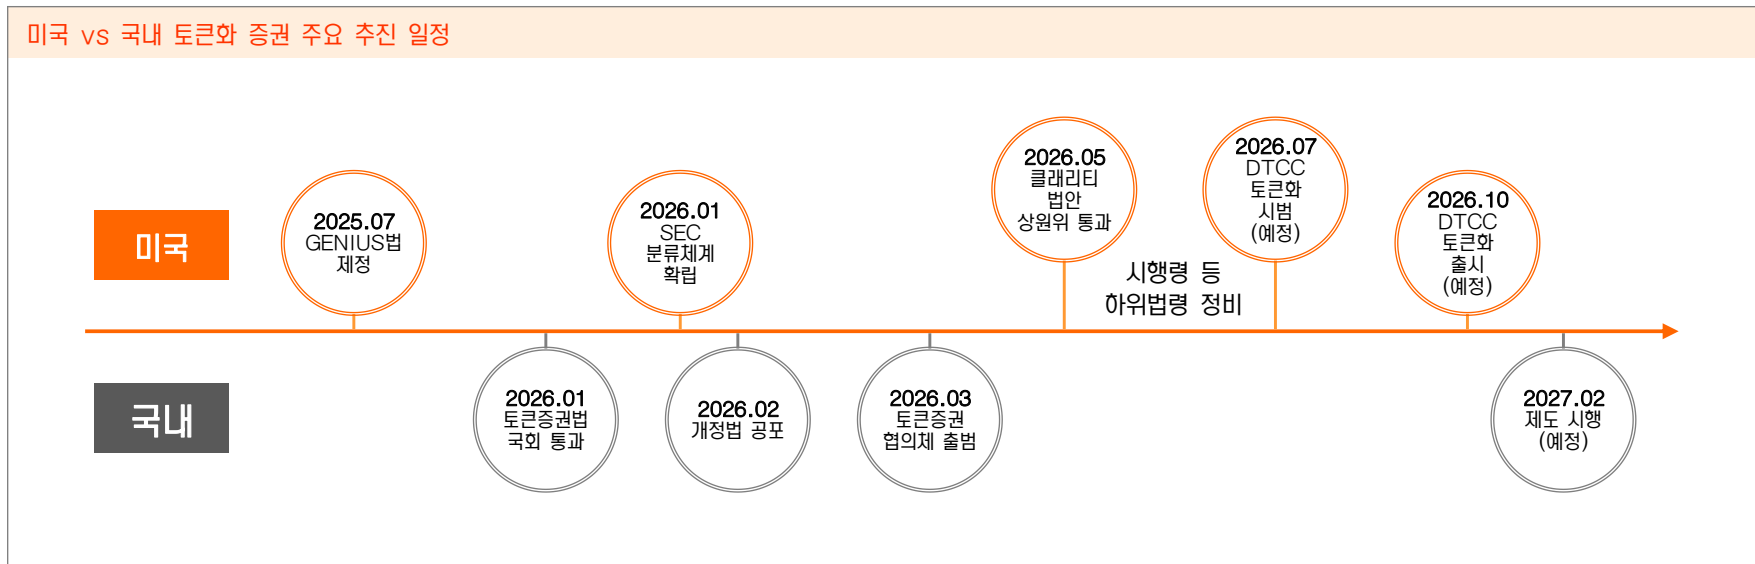 미국 vs 국내 토큰화 증권 주요 추진 일정
미국
2025.07
GENIUS법
제정
2026.01
SEC
분류체계
확립
2026.05
클래리티
법안
상원위 통과
시행령 등
하위법령 정비
2026.07
DTCC
토큰화
시범
(예정)
2026.10
DTCC
토큰화
출시
(예정)
국내
2026.01
토큰증권법
국회 통과
2026.02
개정법 공포
2026.03
토큰증권
협의체 출범
2027.02
제도 시행
(예정)